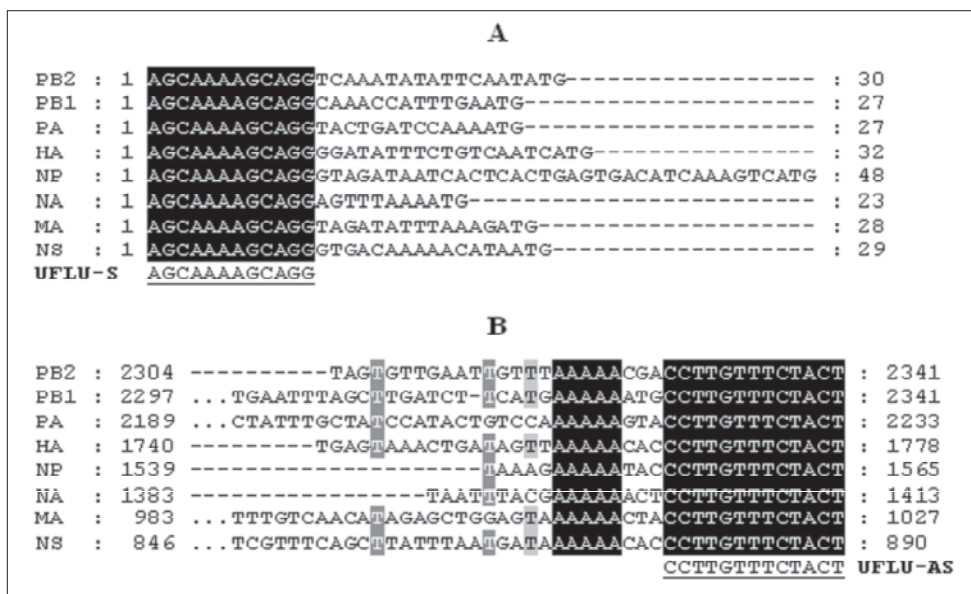 A
PB2 : 1 AGCAAAAGCAGGTCAAATATATTCAATATG------------------ : 30
PB1 : 1 AGCAAAAGCAGGCAAACCATTTGAATG--------------------- : 27
PA : 1 AGCAAAAGCAGGTACTGATCCAAAATG--------------------- : 27
HA : 1 AGCAAAAGCAGGGGATATTTCTGTCAATCATG---------------- : 32
NP : 1 AGCAAAAGCAGGGTAGATAATCACTCACTGAGTGACATCAAAGTCATG : 48
NA : 1 AGCAAAAGCAGGAGTTTAAAATG------------------------- : 23
MA : 1 AGCAAAAGCAGGTAGATATTTAAAGATG-------------------- : 28
NS : 1 AGCAAAAGCAGGGTGACAAAAACATAATG------------------- : 29
UFLU-S AGCAAAAGCAGG
B
PB2 : 2304 ----------TAGTGTTGAATTGTTTAAAAACGACCTTGTTTCTACT : 2341
PB1 : 2297 ...TGAATTTAGCTTGATCT-TCATGAAAAAATGCCTTGTTTCTACT : 2341
PA : 2189 ...CTATTTGCTATCCATACTGTCCAAAAAAGTACCTTGTTTCTACT : 2233
HA : 1740 ---------TGAGTAAACTGATAGTTAAAAACACCCTTGTTTCTACT : 1778
NP : 1539 ---------------------TAAAGAAAAATACCCTTGTTTCTACT : 1565
NA : 1383 -----------------TAATTTACGAAAAAACTCCTTGTTTCTACT : 1413
MA : 983 ...TTTGTCAACATAGAGCTGGAGTAAAAAACTACCTTGTTTCTACT : 1027
NS : 846 ...TCGTTTCAGCTTATTTAATGATAAAAAACACCCTTGTTTCTACT : 890
CCTTGTTTCTACT UFLU-AS